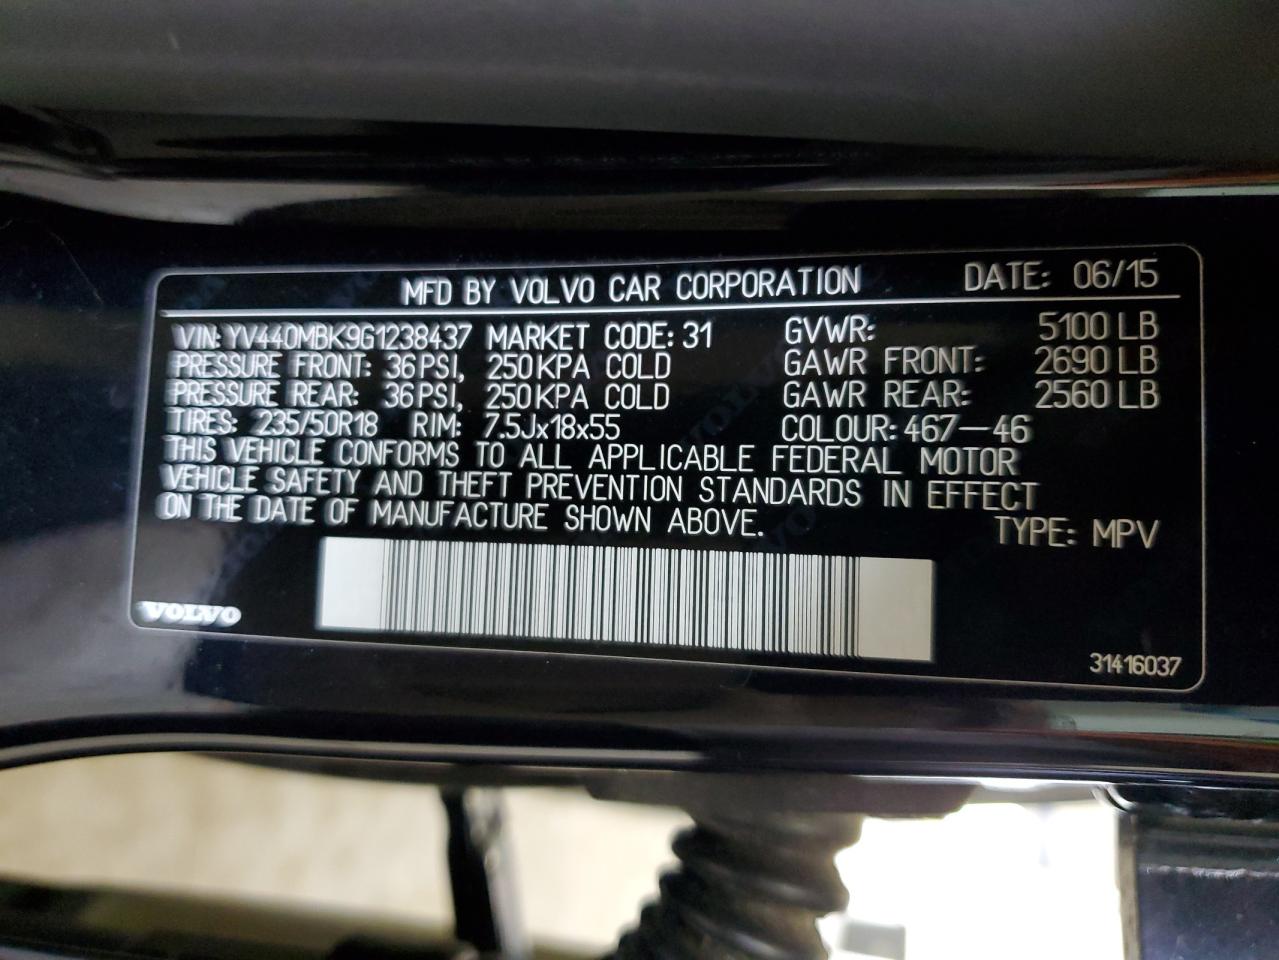 MFD BY VOLVO CAR CORPORATION DATE: 06/15
VIN: YV440MBK9G1238437 MARKET CODE: 31 GVWR: 5100 LB
PRESSURE FRONT: 36 PSI, 250 KPA COLD GAWR FRONT: 2690 LB
PRESSURE REAR: 36 PSI, 250 KPA COLD GAWR REAR: 2560 LB
TIRES: 235/50R18 RIM: 7.5Jx18x55 COLOUR: 467-46
THIS VEHICLE CONFORMS TO ALL APPLICABLE FEDERAL MOTOR
VEHICLE SAFETY AND THEFT PREVENTION STANDARDS IN EFFECT
ON THE DATE OF MANUFACTURE SHOWN ABOVE. TYPE: MPV
VOLVO
31416037